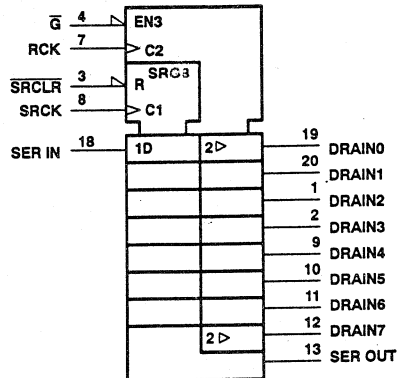 G 4 EN3
RCK 7 C2
SRG8
SRCLR 3 R
SRCK 8 C1
SER IN 18 1D 2 19 DRAIN0
20 DRAIN1
1 DRAIN2
2 DRAIN3
9 DRAIN4
10 DRAIN5
11 DRAIN6
2 12 DRAIN7
13 SER OUT